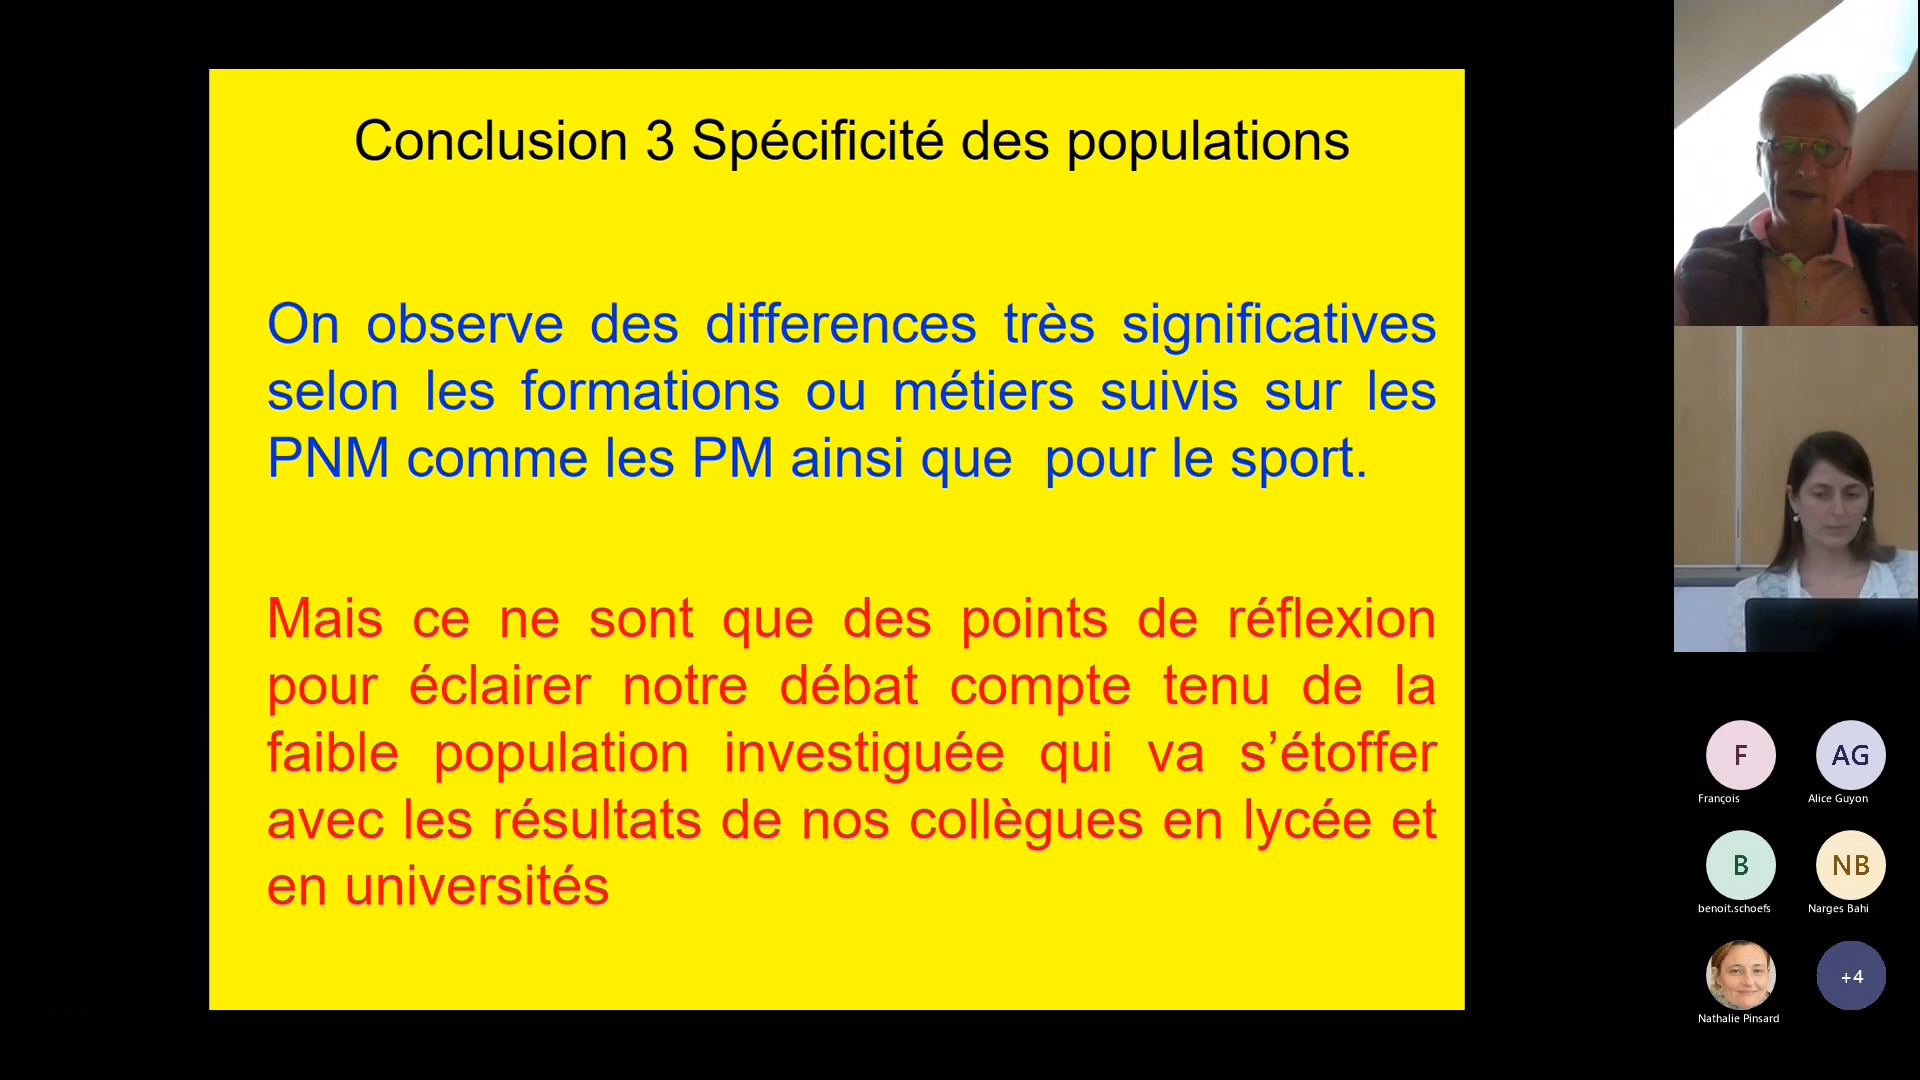 Conclusion 3 Spécificité des populations
On observe des differences très significatives
selon les formations ou métiers suivis sur les
PNM comme les PM ainsi que pour le sport.
Mais ce ne sont que des points de réflexion
pour éclairer notre débat compte tenu de la
faible population investiguée qui va s’étoffer
avec les résultats de nos collègues en lycée et
en universités
F
AG
François
Alice Guyon
B
NB
benoit.schoefs
Narges Bahi
+4
Nathalie Pinsard